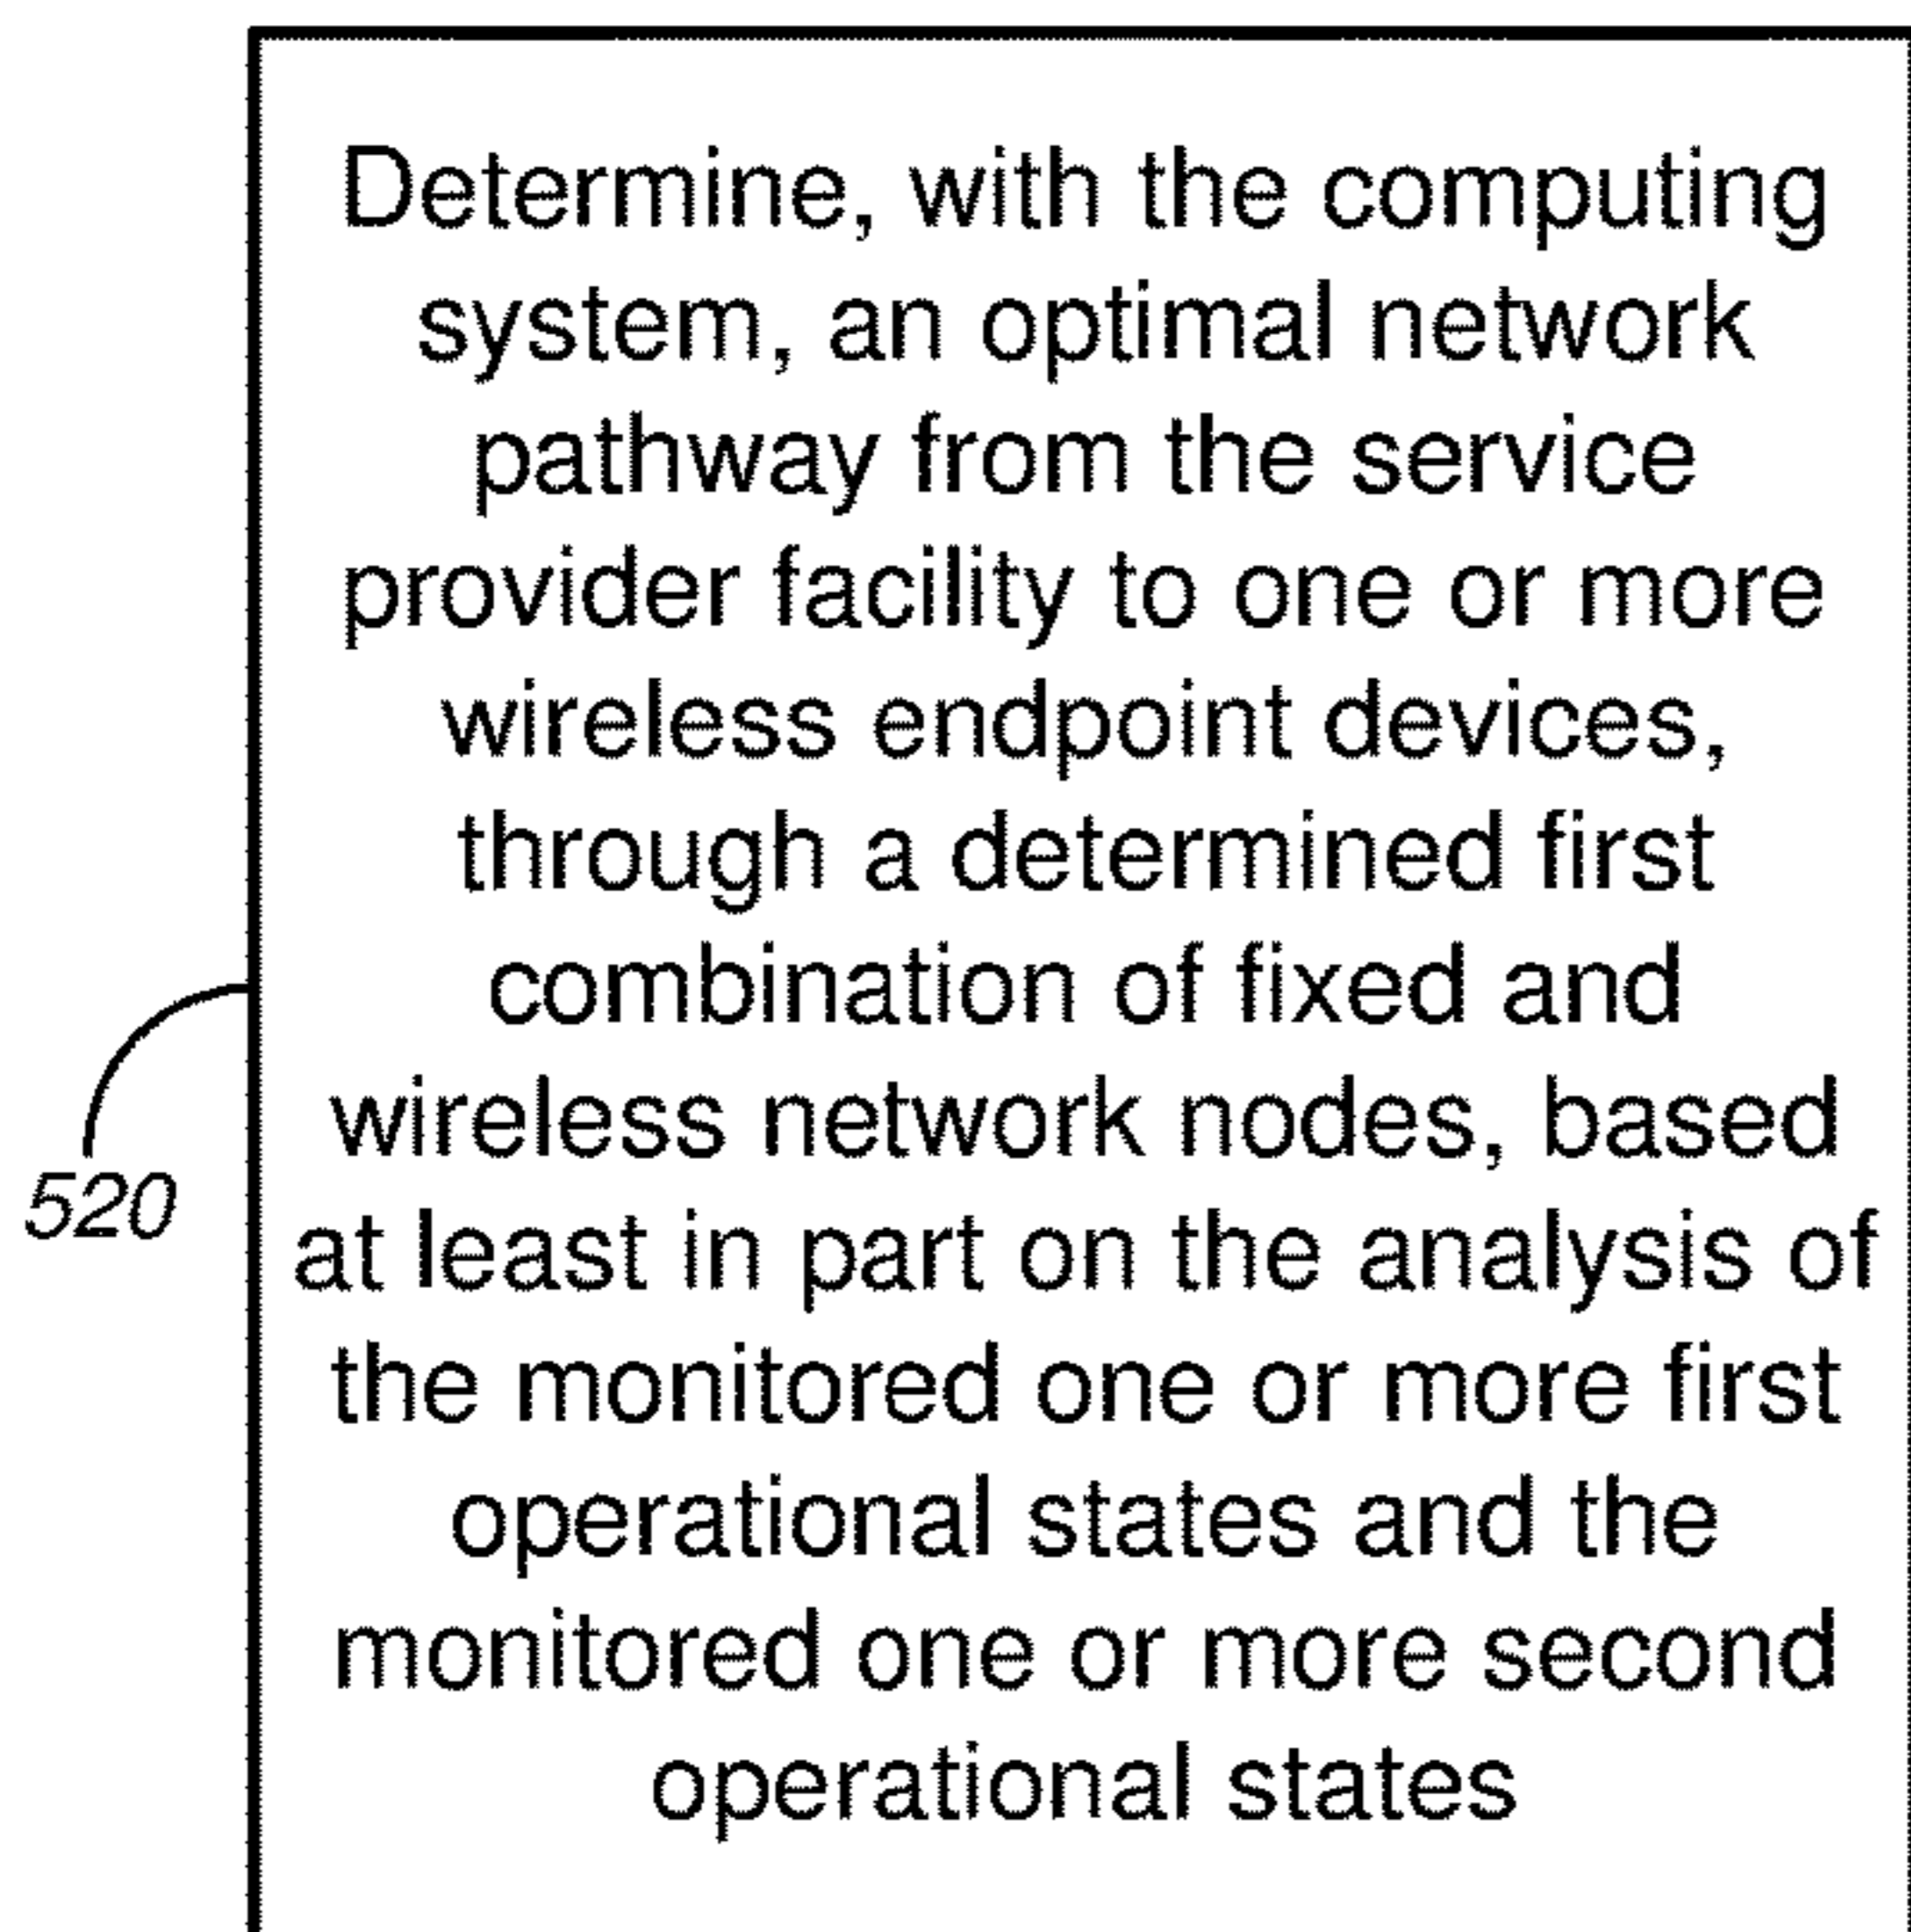 Determine, with the computing
system, an optimal network
pathway from the service
provider facility to one or more
wireless endpoint devices,
through a determined first
combination of fixed and
wireless network nodes, based
at least in part on the analysis of
the monitored one or more first
operational states and the
monitored one or more second
operational states
520